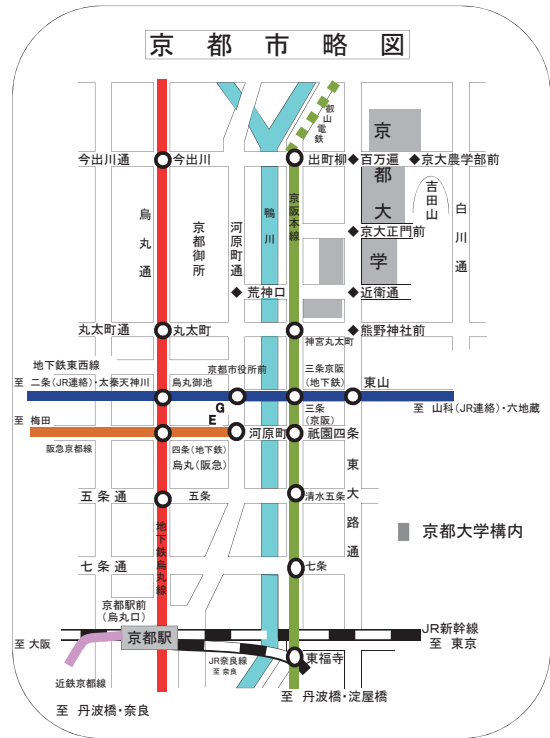 京都市略図
叡山電鉄
京都大学
今出川通
今出川
出町柳
◆百万遍
◆京大農学部前
吉田山
白川通
烏丸通
京都御所
河原町通
鴨川
京阪本線
◆京大正門前
◆荒神口
◆近衛通
丸太町通
丸太町
神宮丸太町
◆熊野神社前
地下鉄東西線
京都市役所前
三条京阪
(地下鉄)
至 二条(JR連絡)・太秦天神川
烏丸御池
東山
G
E
三条
(京阪)
至 山科(JR連絡)・六地蔵
至 梅田
河原町
祇園四条
阪急京都線
四条(地下鉄)
烏丸(阪急)
東大路通
五条通
五条
清水五条
地下鉄烏丸線
京都大学構内
七条通
七条
京都駅前
(烏丸口)
京都駅
JR新幹線
至 東京
至 大阪
JR奈良線
至 奈良
東福寺
近鉄京都線
至 丹波橋・淀屋橋
至 丹波橋・奈良